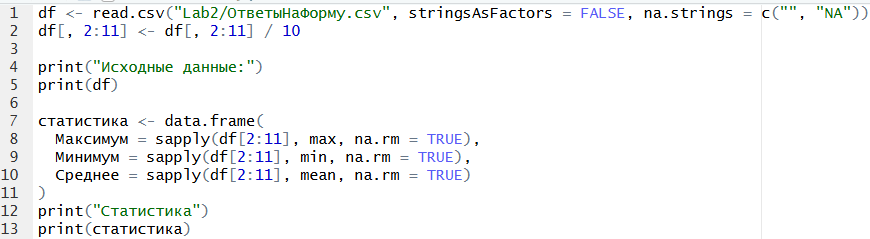 1 df <- read.csv("Lab2/ОтветыНаФорму.csv", stringsAsFactors = FALSE, na.strings = c("", "NA"))
2 df[, 2:11] <- df[, 2:11] / 10
3
4 print("Исходные данные:")
5 print(df)
6
7 статистика <- data.frame(
8   Максимум = sapply(df[2:11], max, na.rm = TRUE),
9   Минимум = sapply(df[2:11], min, na.rm = TRUE),
10   Среднее = sapply(df[2:11], mean, na.rm = TRUE)
11 )
12 print("Статистика")
13 print(статистика)